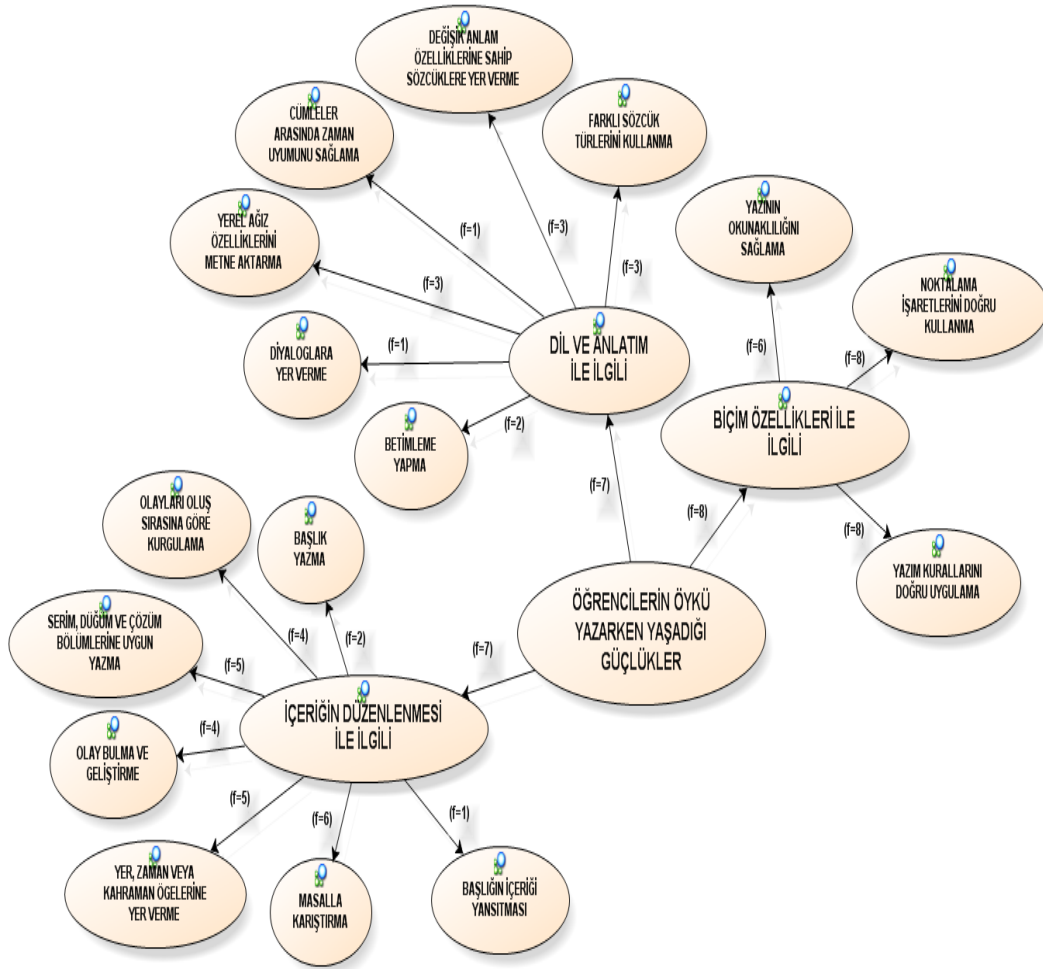 DEĞİŞİK ANLAM
ÖZELLİKLERİNE SAHİP
SÖZCÜKLERE YER VERME
CÜMLELER
ARASINDA ZAMAN
UYUMUNU SAĞLAMA
FARKLI SÖZCÜK
TÜRLERİNİ KULLANMA
YEREL AĞIZ
ÖZELLİKLERİNİ
METNE AKTARMA
YAZININ
OKUNAKLILIĞINI
SAĞLAMA
NOKTALAMA
İŞARETLERİNİ DOĞRU
KULLANMA
(f=1)
(f=3)
(f=3)
(f=3)
DİYALOGLARA
YER VERME
(f=1)
DİL VE ANLATIM
İLE İLGİLİ
(f=6)
(f=8)
BETİMLEME
YAPMA
(f=2)
BİÇİM ÖZELLİKLERİ İLE
İLGİLİ
(f=7)
(f=8)
(f=8)
YAZIM KURALLARINI
DOĞRU UYGULAMA
OLAYLARI OLUŞ
SIRASINA GÖRE
KURGULAMA
BAŞLIK
YAZMA
ÖĞRENCİLERİN ÖYKÜ
YAZARKEN YAŞADIĞI
GÜÇLÜKLER
SERİM, DÜĞÜM VE ÇÖZÜM
BÖLÜMLERİNE UYGUN
YAZMA
(f=4)
(f=2)
(f=7)
(f=5)
İÇERİĞİN DÜZENLENMESİ
İLE İLGİLİ
OLAY BULMA VE
GELİŞTİRME
(f=4)
(f=5)
(f=6)
(f=1)
YER, ZAMAN VEYA
KAHRAMAN ÖGELERİNE
YER VERME
MASALLA
KARIŞTIRMA
BAŞLIĞIN İÇERİĞİ
YANSITMASI